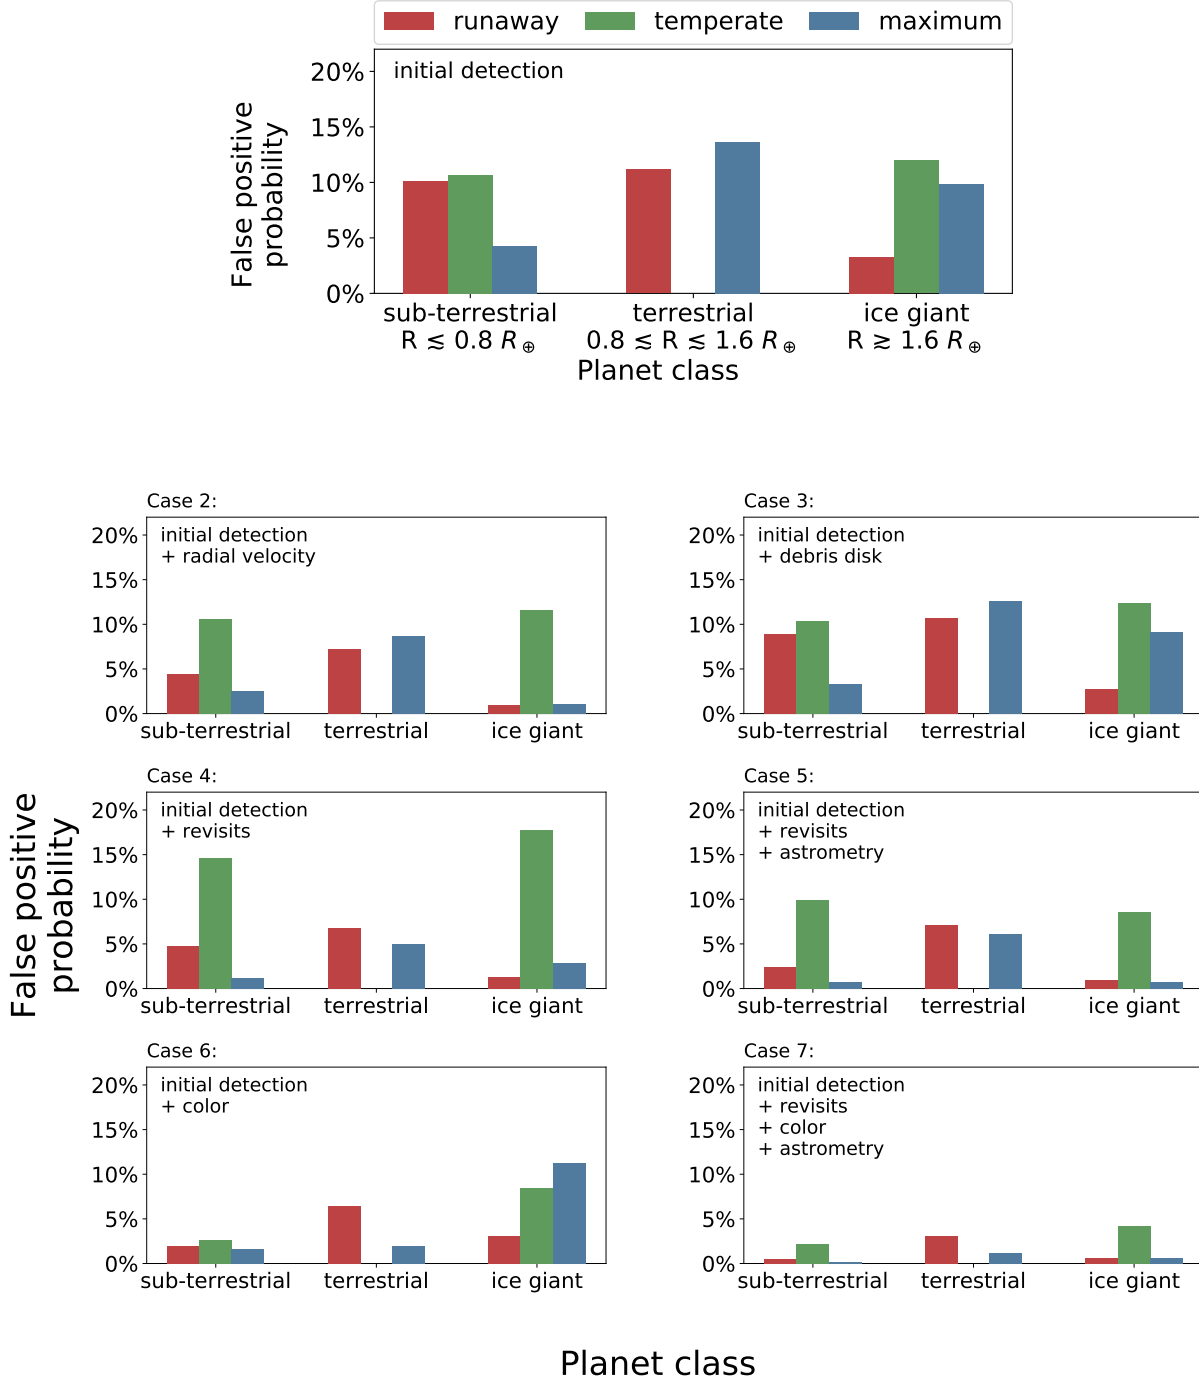 runaway temperate maximum
initial detection
20%
15%
10%
5%
0%
False positive
probability
sub-terrestrial terrestrial ice giant
R ≲ 0.8 R⊕ 0.8 ≲ R ≲ 1.6 R⊕ R ≳ 1.6 R⊕
Planet class
Case 2:
initial detection
+ radial velocity
20%
15%
10%
5%
0%
sub-terrestrial terrestrial ice giant
Case 3:
initial detection
+ debris disk
20%
15%
10%
5%
0%
sub-terrestrial terrestrial ice giant
False positive
probability
Case 4:
initial detection
+ revisits
20%
15%
10%
5%
0%
sub-terrestrial terrestrial ice giant
Case 5:
initial detection
+ revisits
+ astrometry
20%
15%
10%
5%
0%
sub-terrestrial terrestrial ice giant
Case 6:
initial detection
+ color
20%
15%
10%
5%
0%
sub-terrestrial terrestrial ice giant
Case 7:
initial detection
+ revisits
+ color
+ astrometry
20%
15%
10%
5%
0%
sub-terrestrial terrestrial ice giant
Planet class